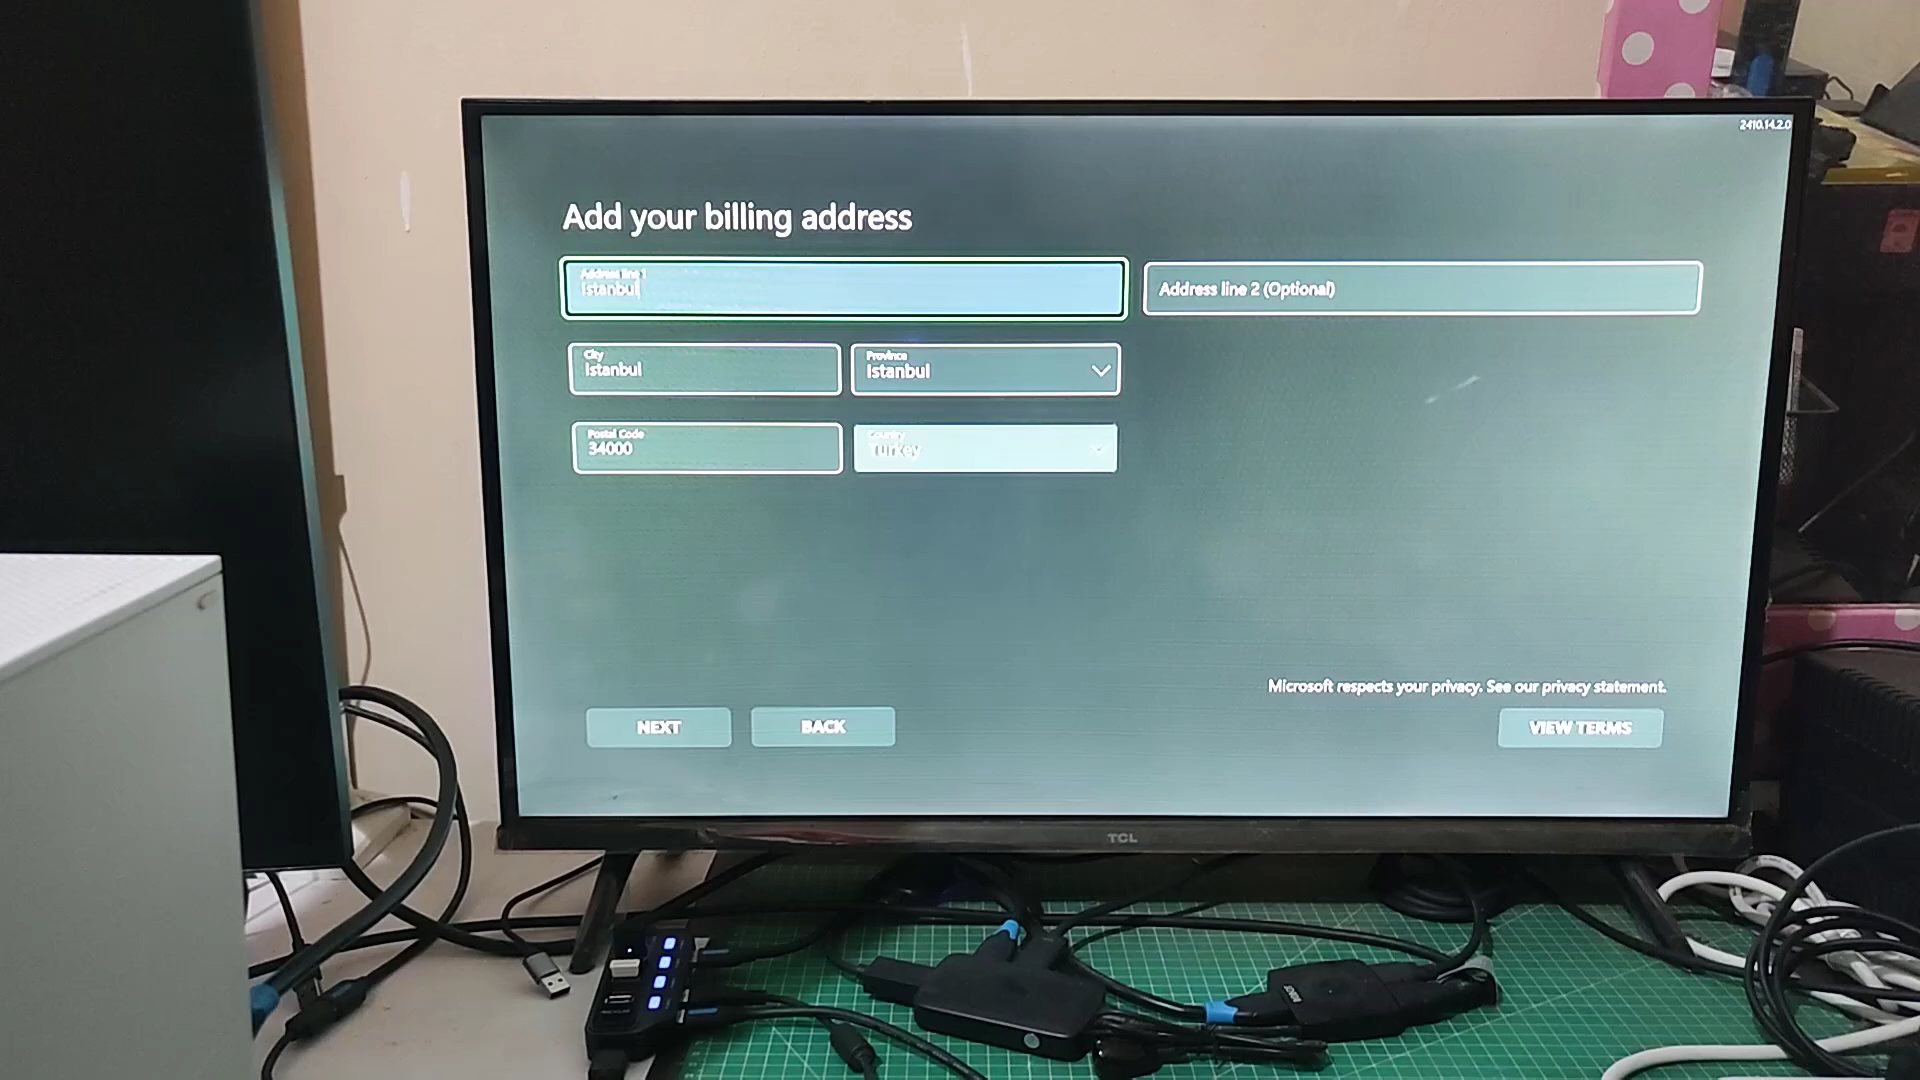 2410.14.2.0
Add your billing address
Address line 1
Istanbul
Address line 2 (Optional)
City
Istanbul
Province
Istanbul
Postal Code
34000
Country
Turkey
Microsoft respects your privacy. See our privacy statement.
NEXT
BACK
VIEW TERMS
TCL